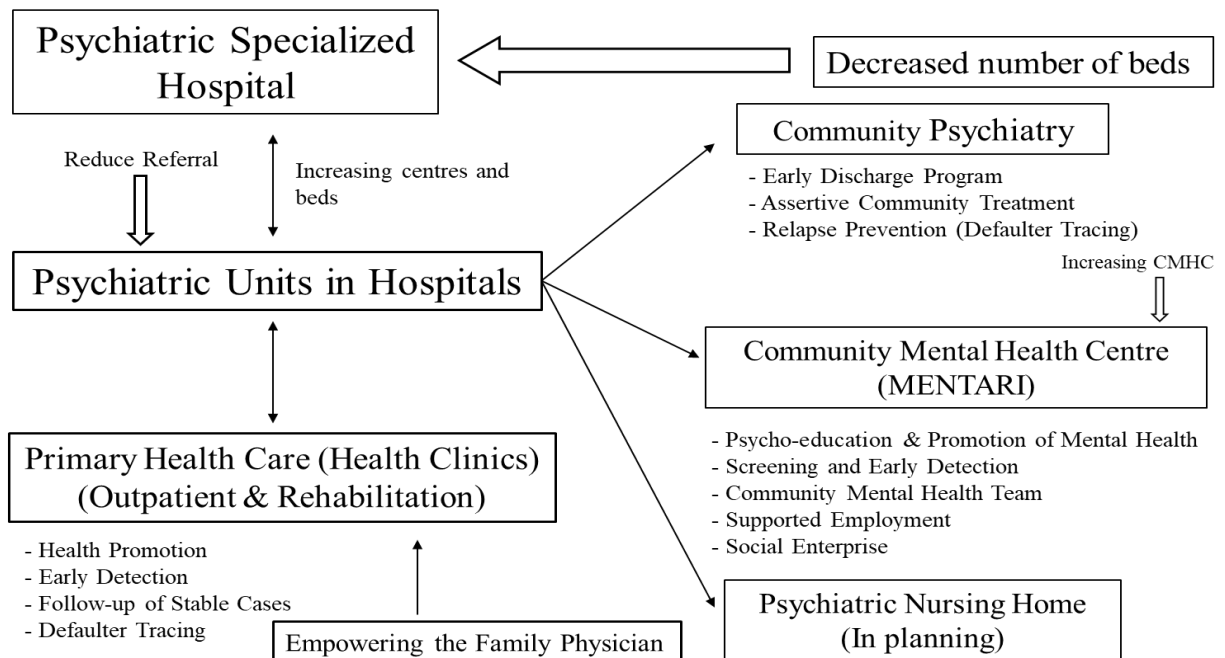 Psychiatric Specialized
Hospital
Decreased number of beds
Reduce Referral
Increasing centres and
beds
Psychiatric Units in Hospitals
Community Psychiatry
- Early Discharge Program
- Assertive Community Treatment
- Relapse Prevention (Defaulter Tracing)
Increasing CMHC
Community Mental Health Centre
(MENTARI)
- Psycho-education & Promotion of Mental Health
- Screening and Early Detection
- Community Mental Health Team
- Supported Employment
- Social Enterprise
Primary Health Care (Health Clinics)
(Outpatient & Rehabilitation)
- Health Promotion
- Early Detection
- Follow-up of Stable Cases
- Defaulter Tracing
Empowering the Family Physician
Psychiatric Nursing Home
(In planning)